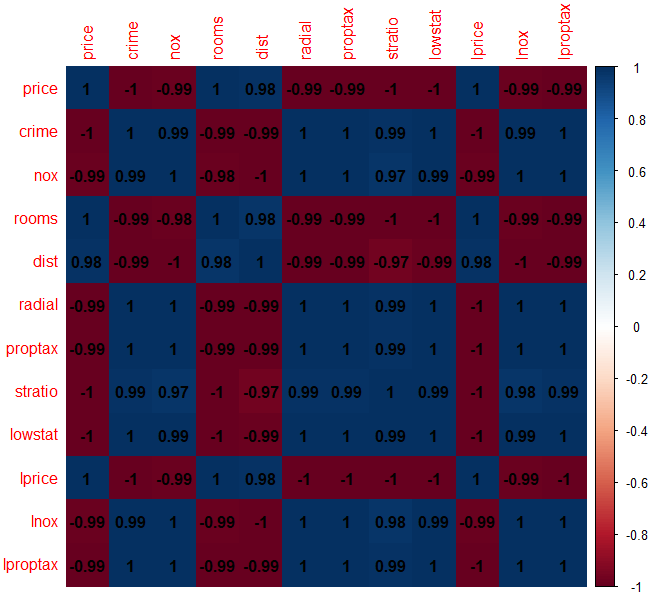 price crime nox rooms dist radial proptax stratio lowstat lprice lnox lproptax
price 1 -1 -0.99 1 0.98 -0.99 -0.99 -1 -1 1 -0.99 -0.99 1
crime -1 1 0.99 -0.99 -0.99 1 1 0.99 1 -1 0.99 1 0.8
nox -0.99 0.99 1 -0.98 -1 1 1 0.97 0.99 -0.99 1 1 0.6
rooms 1 -0.99 -0.98 1 0.98 -0.99 -0.99 -1 -1 1 -0.99 -0.99 0.4
dist 0.98 -0.99 -1 0.98 1 -0.99 -0.99 -0.97 -0.99 0.98 -1 -0.99 0.2
radial -0.99 1 1 -0.99 -0.99 1 1 0.99 1 -1 1 1 0
proptax -0.99 1 1 -0.99 -0.99 1 1 0.99 1 -1 1 1 -0.2
stratio -1 0.99 0.97 -1 -0.97 0.99 0.99 1 0.99 -1 0.98 0.99 -0.4
lowstat -1 1 0.99 -1 -0.99 1 1 0.99 1 -1 0.99 1 -0.6
lprice 1 -1 -0.99 1 0.98 -1 -1 -1 -1 1 -0.99 -1
lnox -0.99 0.99 1 -0.99 -1 1 1 0.98 0.99 -0.99 1 1 -0.8
lproptax -0.99 1 1 -0.99 -0.99 1 1 0.99 1 -1 1 1 -1